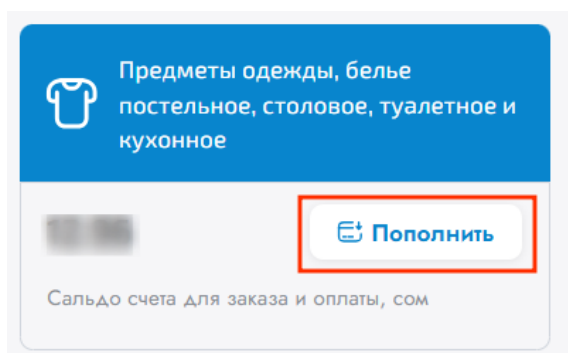 Предметы одежды, белье
постельное, столовое, туалетное и
кухонное
Пополнить
Сальдо счета для заказа и оплаты, сом